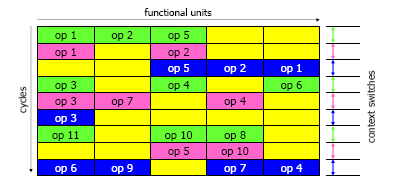 functional units
op 1 op 2 op 5
op 1 op 2
op 5 op 2 op 1
op 3 op 4 op 6
op 3 op 7 op 4
op 3
op 11 op 10 op 8
op 5 op 10
op 6 op 9 op 7 op 4
cycles
context switches